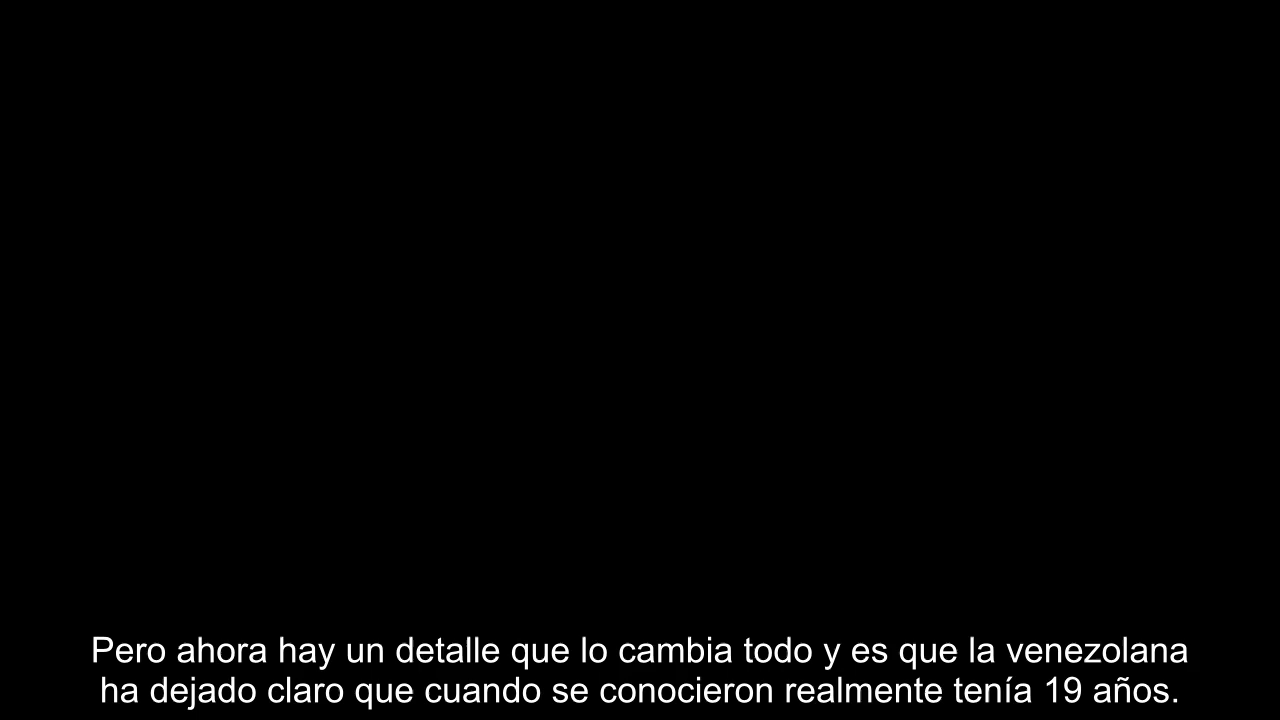 Pero ahora hay un detalle que lo cambia todo y es que la venezolana
ha dejado claro que cuando se conocieron realmente tenía 19 años.